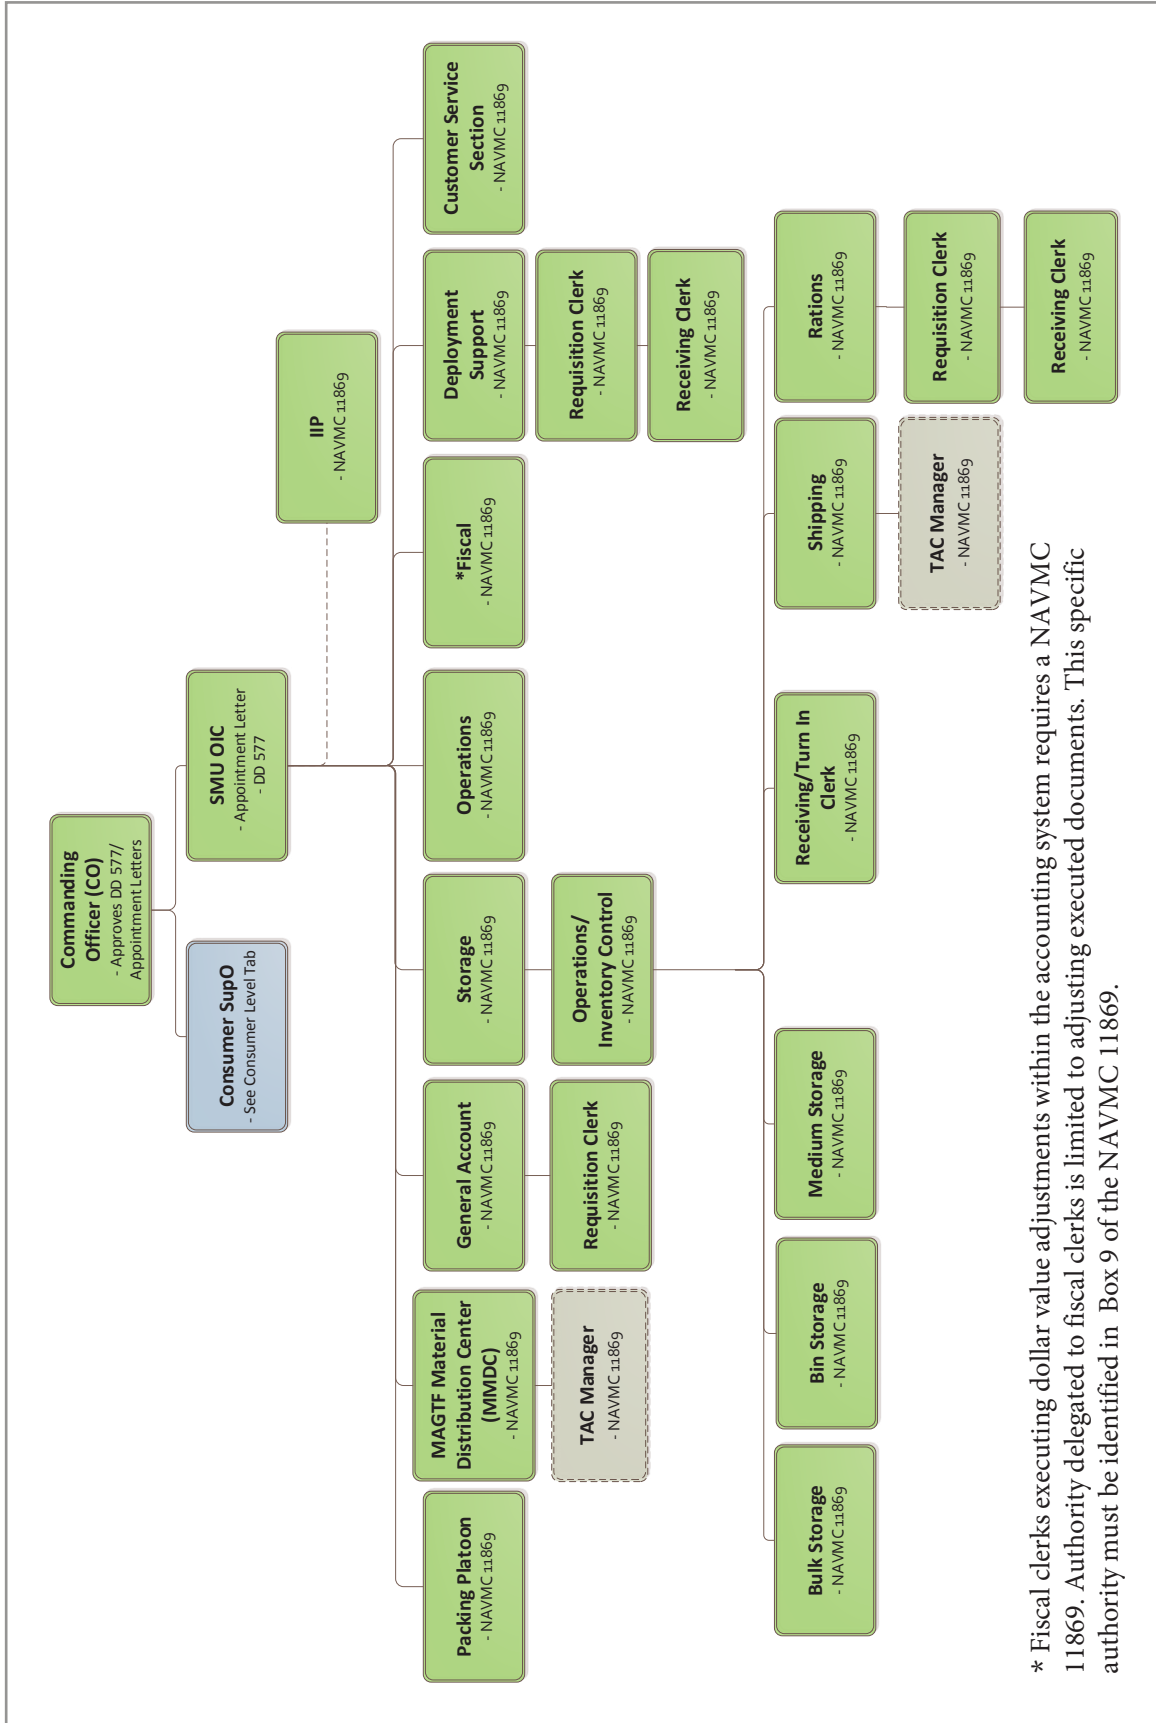 Commanding
Officer (CO)
- Approves DD 577/
Appointment Letters
Consumer SupO
- See Consumer Level Tab
SMU OIC
- Appointment Letter
- DD 577
IIP
- NAVMC 11869
Packing Platoon
- NAVMC 11869
MAGTF Material
Distribution Center
(MMDC)
- NAVMC 11869
General Account
- NAVMC 11869
Storage
- NAVMC 11869
Operations
- NAVMC 11869
*Fiscal
- NAVMC 11869
Deployment
Support
- NAVMC 11869
Customer Service
Section
- NAVMC 11869
TAC Manager
- NAVMC 11869
Requisition Clerk
- NAVMC 11869
Operations/
Inventory Control
- NAVMC 11869
Requisition Clerk
- NAVMC 11869
Receiving Clerk
- NAVMC 11869
Bulk Storage
- NAVMC 11869
Bin Storage
- NAVMC 11869
Medium Storage
- NAVMC 11869
Receiving/Turn In
Clerk
- NAVMC 11869
Shipping
- NAVMC 11869
Rations
- NAVMC 11869
TAC Manager
- NAVMC 11869
Requisition Clerk
- NAVMC 11869
Receiving Clerk
- NAVMC 11869
* Fiscal clerks executing dollar value adjustments within the accounting system requires a NAVMC
11869. Authority delegated to fiscal clerks is limited to adjusting executed documents. This specific
authority must be identified in Box 9 of the NAVMC 11869.